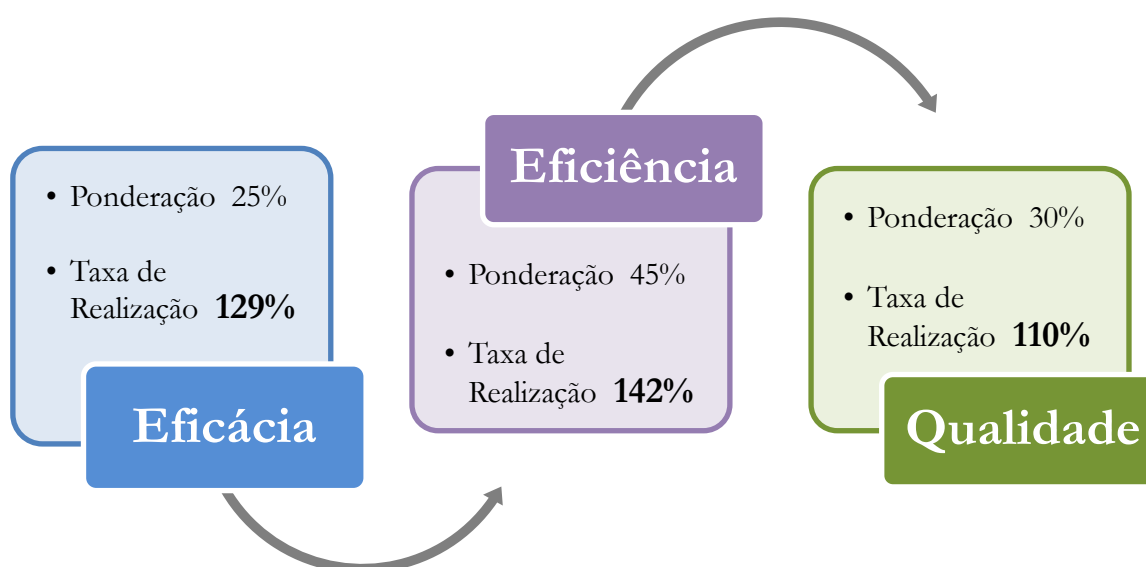 • Ponderação 25%
• Taxa de
Realização 129%
Eficácia
Eficiência
• Ponderação 45%
• Taxa de
Realização 142%
• Ponderação 30%
• Taxa de
Realização 110%
Qualidade